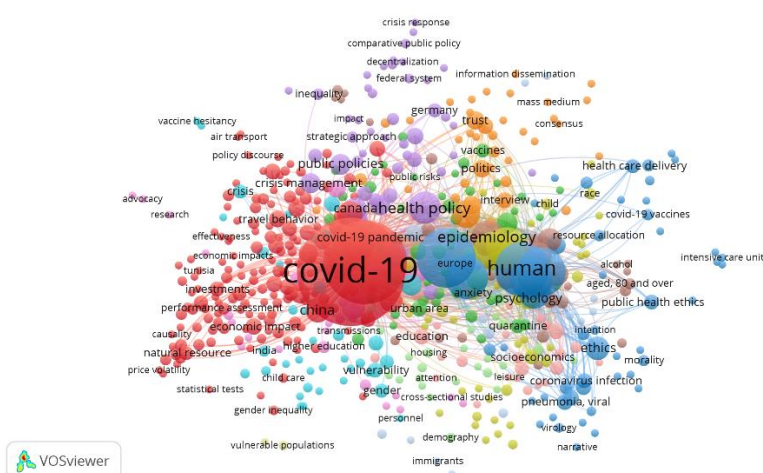 crisis response
comparative public policy
decentralization
federal system
information dissemination
inequality
mass medium
germany
impact
trust
consensus
vaccine hesitancy
air transport
strategic approach
policy discourse
vaccines
public policies
politics
health care delivery
public risks
crisis management
crisis
race
advocacy
interview
child
canada
health policy
research
travel behavior
covid-19 vaccines
effectiveness
covid-19 pandemic
epidemiology
resource allocation
economic impacts
europe
intensive care unit
tunisia
covid-19
human
alcohol
investments
anxiety
aged, 80 and over
psychology
public health ethics
performance assessment
china
urban area
economic impact
transmissions
quarantine
causality
education
intention
natural resource
india
higher education
housing
socioeconomics
ethics
morality
price volatility
vulnerability
child care
attention
leisure
coronavirus infection
statistical tests
gender
cross-sectional studies
pneumonia, viral
gender inequality
personnel
virology
vulnerable populations
demography
narrative
immigrants
VOSviewer